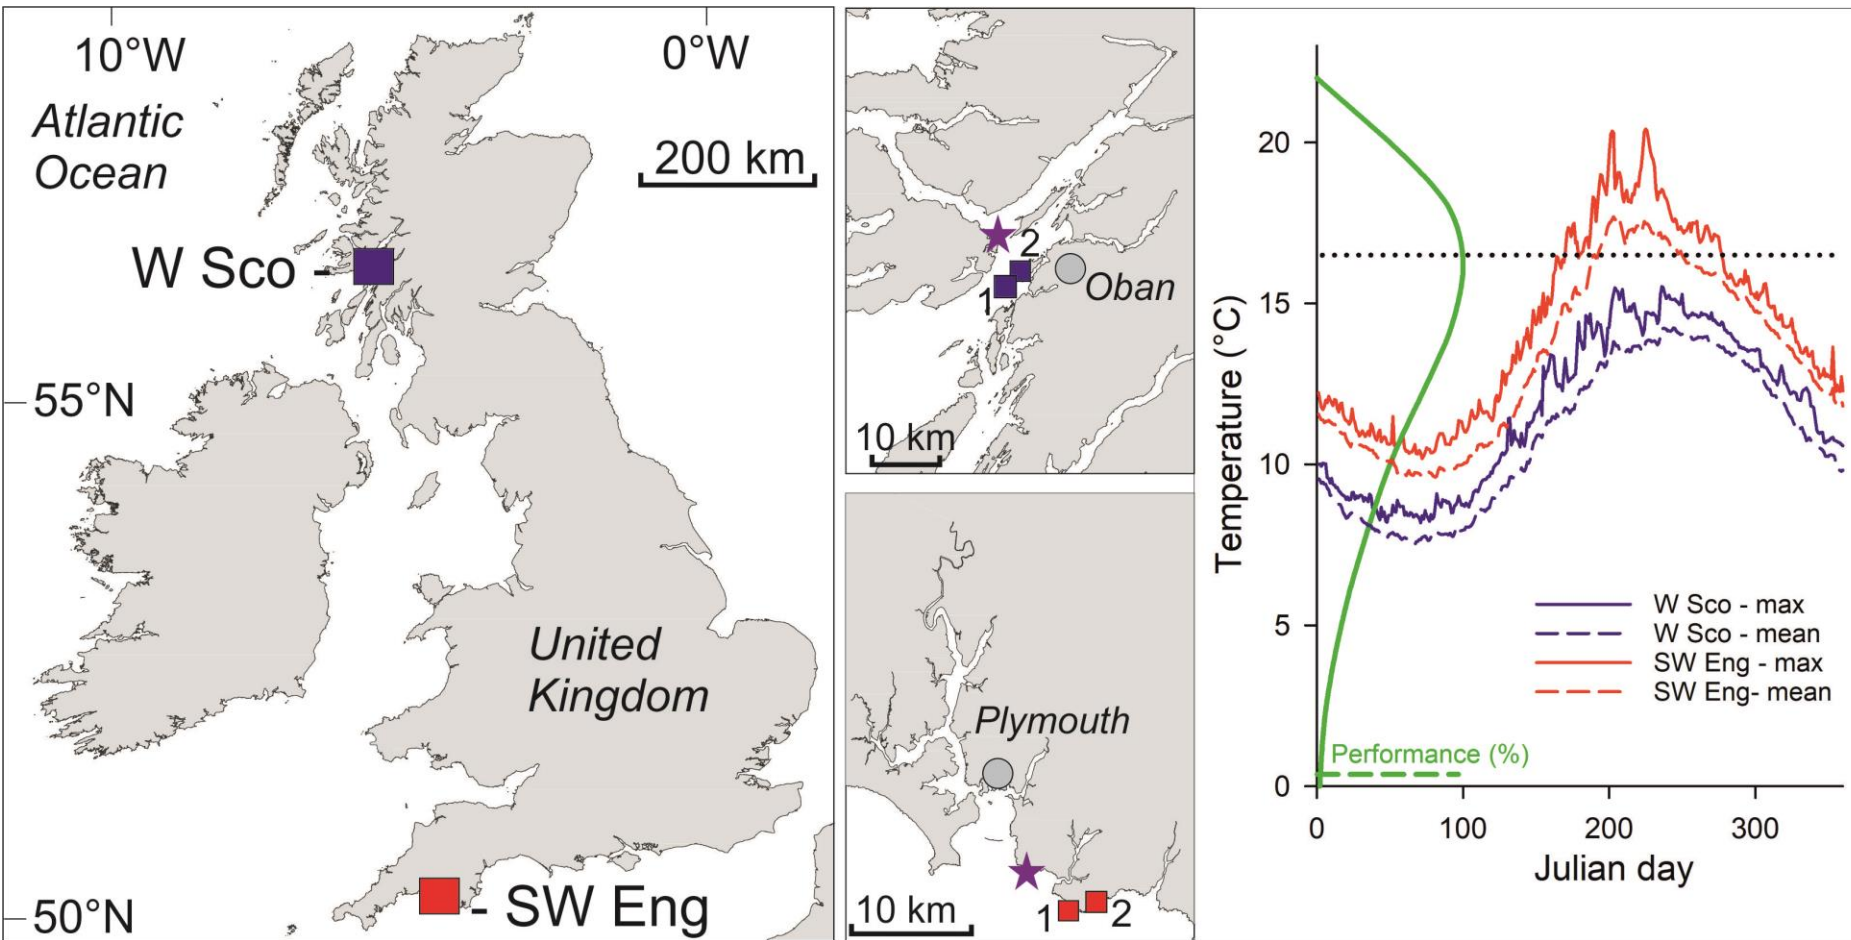 10°W
0°W
Atlantic
Ocean
200 km
W Sco -
55°N
United
Kingdom
50°N
- SW Eng
2
1
Oban
10 km
Plymouth
10 km
1
2
Temperature (°C)
20
15
10
5
0
W Sco - max
W Sco - mean
SW Eng - max
SW Eng- mean
Performance (%)
0
100
200
300
Julian day